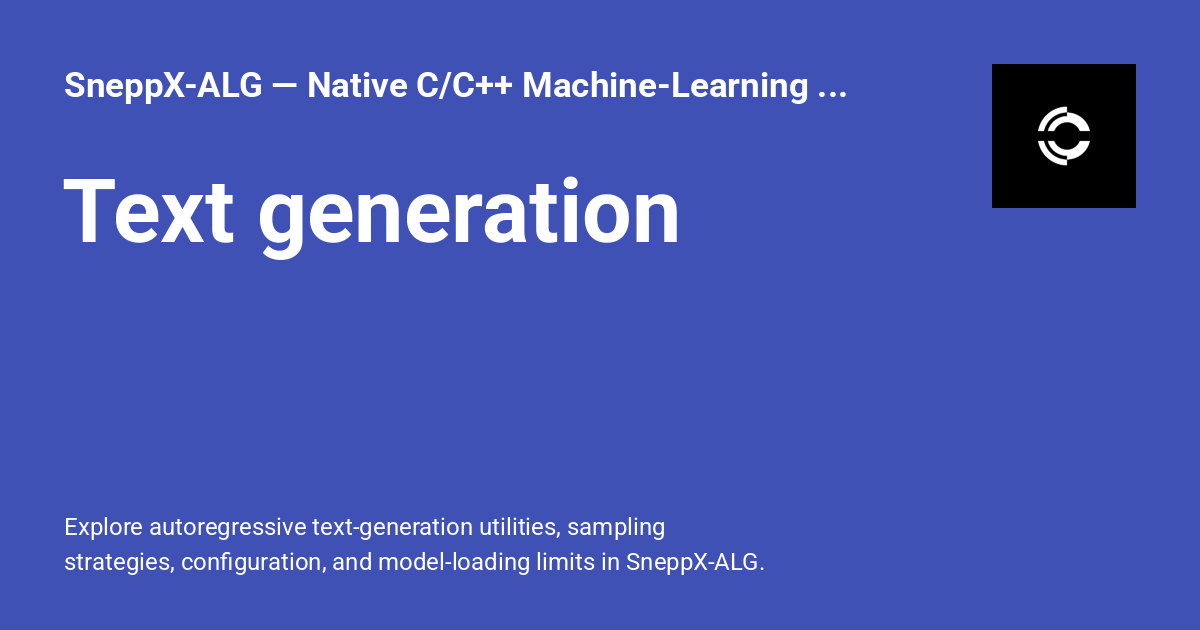 SneppX-ALG — Native C/C++ Machine-Learning ...
Text generation
Explore autoregressive text-generation utilities, sampling
strategies, configuration, and model-loading limits in SneppX-ALG.